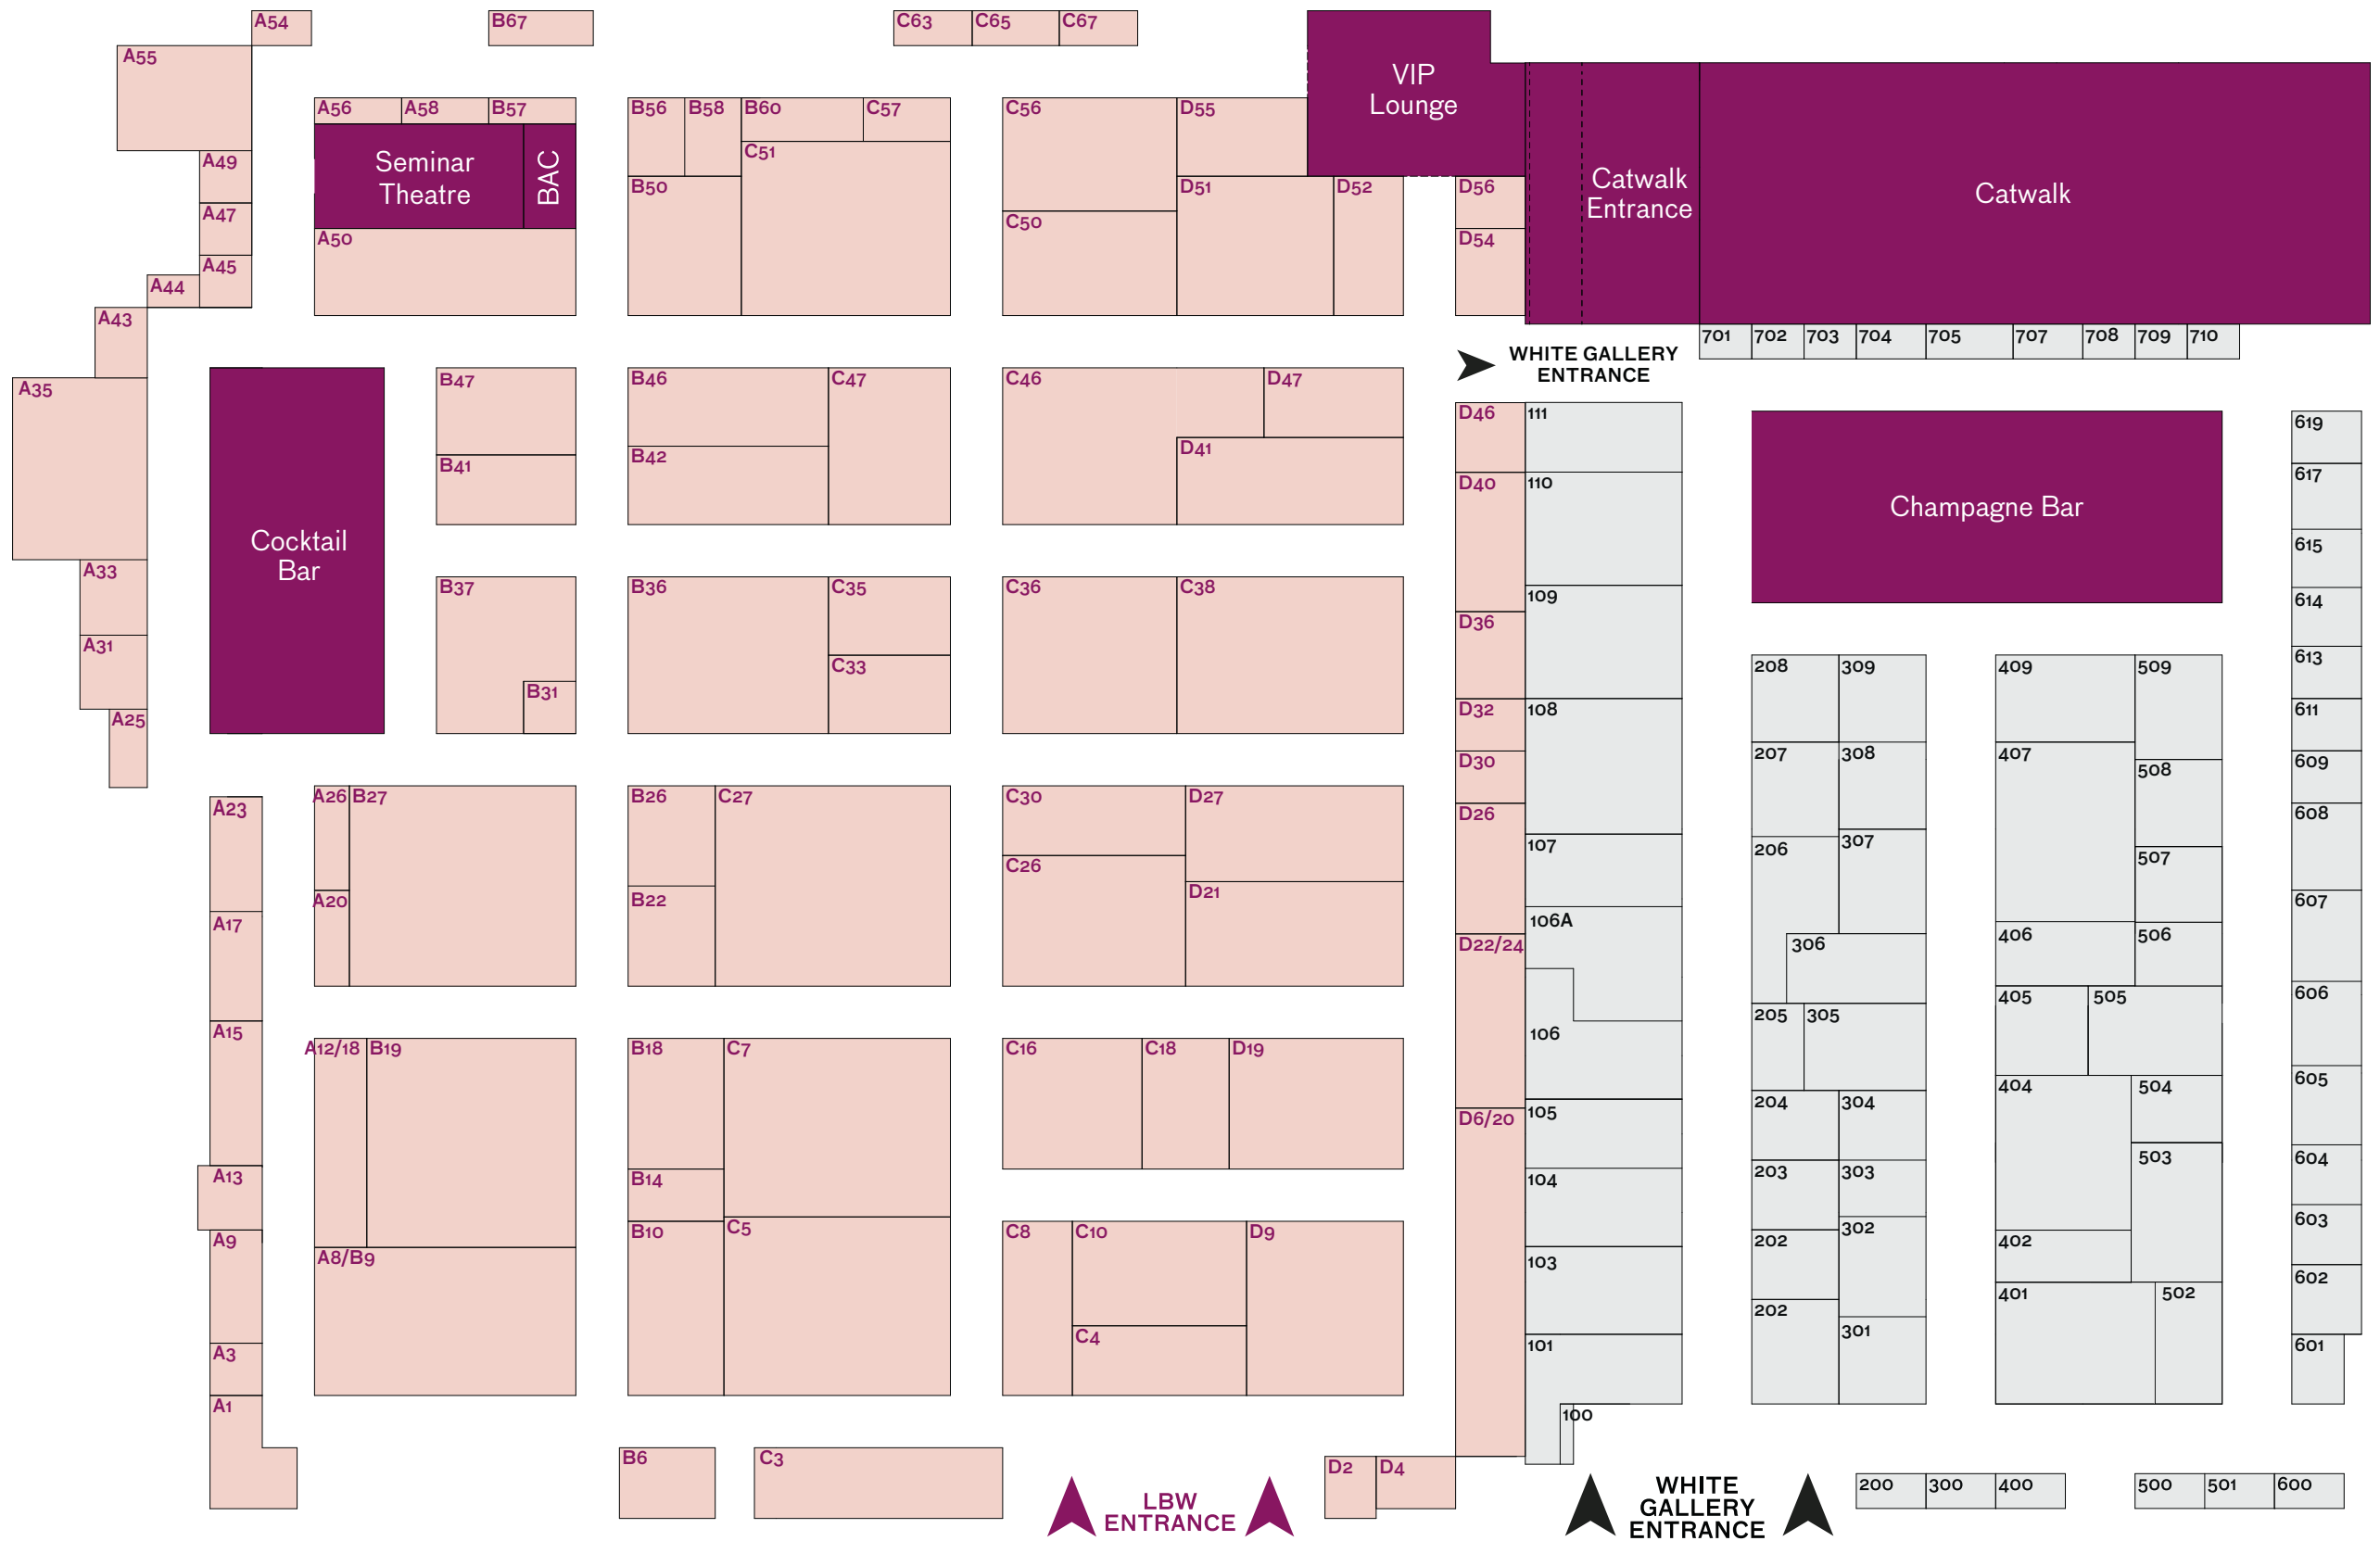 A54
B67
C63
C65
C67
A55
VIP
Lounge
A56
A58
B57
B56
B58
B60
C57
C56
D55
Seminar
Theatre
BAC
C51
A49
B50
D51
D52
D56
Catwalk
Entrance
Catwalk
A47
A50
C50
D54
A45
A44
A43
701
702
703
704
705
707
708
709
710
WHITE GALLERY
ENTRANCE
A35
B47
B46
C47
C46
D47
D46
111
619
B41
B42
D41
617
D40
110
Champagne Bar
Cocktail
Bar
615
A33
B37
B36
C35
C36
C38
109
614
D36
A31
B31
C33
208
309
409
509
613
A25
D32
108
611
207
308
407
D30
508
609
A23
A26
B27
B26
C27
C30
D27
D26
608
107
206
307
507
C26
A20
B22
D21
607
A17
106A
D22/24
306
406
506
405
505
606
A15
205
305
106
A12/18
B19
B18
C7
C16
C18
D19
404
504
605
D6/20
105
204
304
503
604
A13
B14
104
203
303
C5
603
A9
B10
C8
C10
D9
202
302
402
A8/B9
103
602
401
502
202
C4
301
A3
101
601
A1
100
B6
C3
D2
D4
200
300
400
500
501
600
LBW
ENTRANCE
WHITE
GALLERY
ENTRANCE